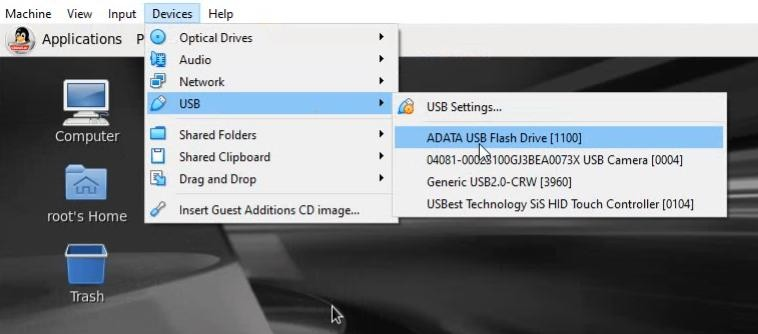 Machine View Input Devices Help
Applications P
Optical Drives
Audio
Network
USB
Shared Folders
Shared Clipboard
Drag and Drop
Insert Guest Additions CD image...
USB Settings...
ADATA USB Flash Drive [1100]
04081-00023100GJ3BEA0073X USB Camera [0004]
Generic USB2.0-CRW [3960]
USBest Technology SiS HID Touch Controller [0104]
Computer
root's Home
Trash